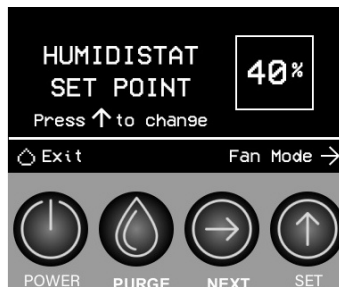 HUMIDISTAT
SET POINT
40%
Press ↑ to change
Exit
Fan Mode →
POWER
PURGE
NEXT
SET